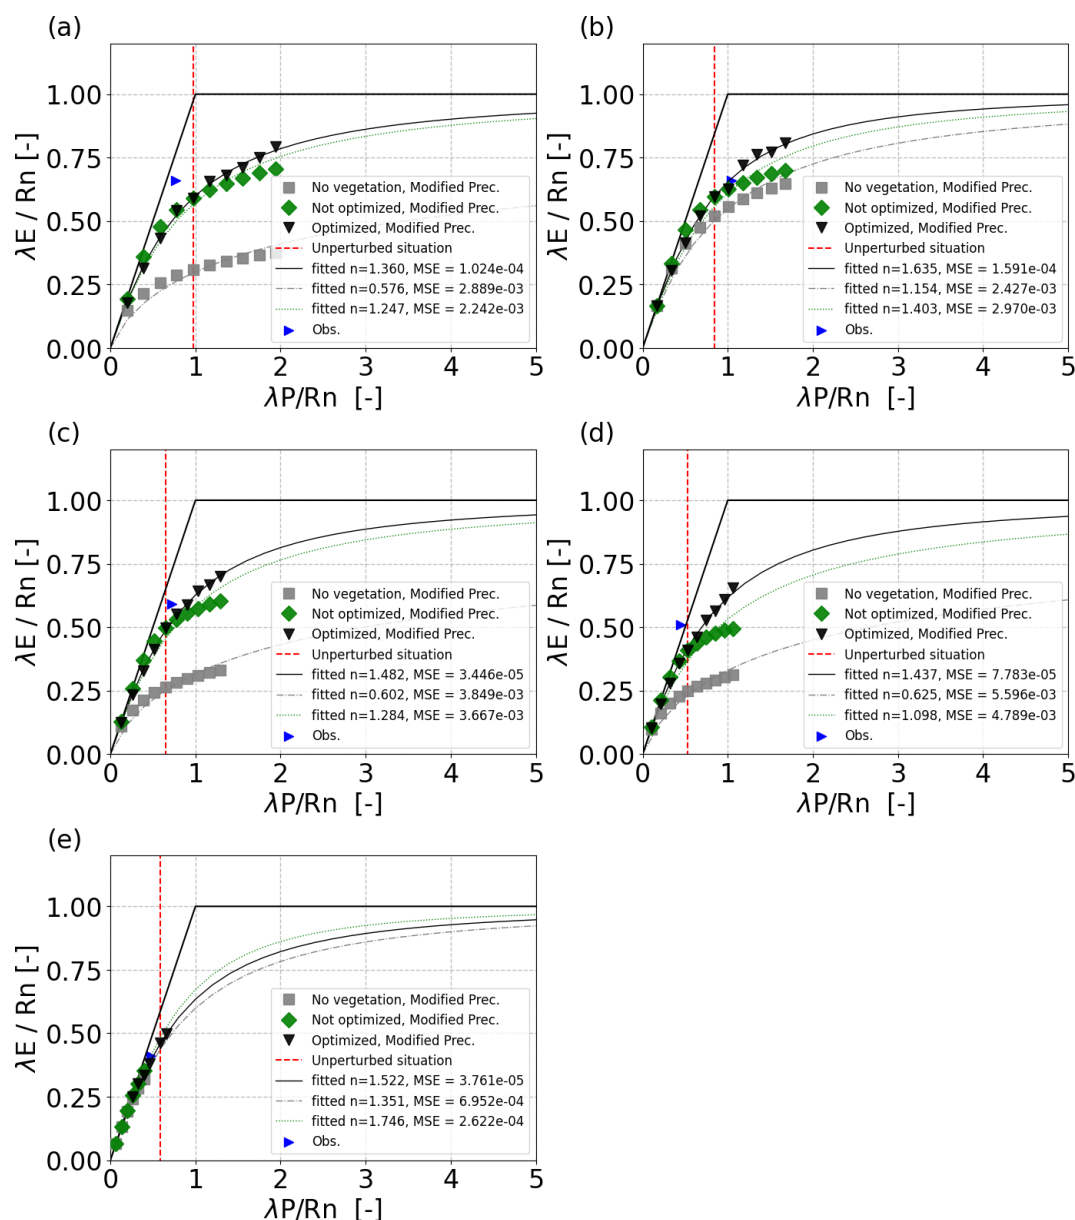 (a)
1.00
0.75
0.50
0.25
0.00
λE / Rn [-]
No vegetation, Modified Prec.
Not optimized, Modified Prec.
Optimized, Modified Prec.
Unperturbed situation
fitted n=1.360, MSE = 1.024e-04
fitted n=0.576, MSE = 2.889e-03
fitted n=1.247, MSE = 2.242e-03
Obs.
0 1 2 3 4 5
λP/Rn [-]
(b)
1.00
0.75
0.50
0.25
0.00
λE / Rn [-]
No vegetation, Modified Prec.
Not optimized, Modified Prec.
Optimized, Modified Prec.
Unperturbed situation
fitted n=1.635, MSE = 1.591e-04
fitted n=1.154, MSE = 2.427e-03
fitted n=1.403, MSE = 2.970e-03
Obs.
0 1 2 3 4 5
λP/Rn [-]
(c)
1.00
0.75
0.50
0.25
0.00
λE / Rn [-]
No vegetation, Modified Prec.
Not optimized, Modified Prec.
Optimized, Modified Prec.
Unperturbed situation
fitted n=1.482, MSE = 3.446e-05
fitted n=0.602, MSE = 3.849e-03
fitted n=1.284, MSE = 3.667e-03
Obs.
0 1 2 3 4 5
λP/Rn [-]
(d)
1.00
0.75
0.50
0.25
0.00
λE / Rn [-]
No vegetation, Modified Prec.
Not optimized, Modified Prec.
Optimized, Modified Prec.
Unperturbed situation
fitted n=1.437, MSE = 7.783e-05
fitted n=0.625, MSE = 5.596e-03
fitted n=1.098, MSE = 4.789e-03
Obs.
0 1 2 3 4 5
λP/Rn [-]
(e)
1.00
0.75
0.50
0.25
0.00
λE / Rn [-]
No vegetation, Modified Prec.
Not optimized, Modified Prec.
Optimized, Modified Prec.
Unperturbed situation
fitted n=1.522, MSE = 3.761e-05
fitted n=1.351, MSE = 6.952e-04
fitted n=1.746, MSE = 2.622e-04
Obs.
0 1 2 3 4 5
λP/Rn [-]